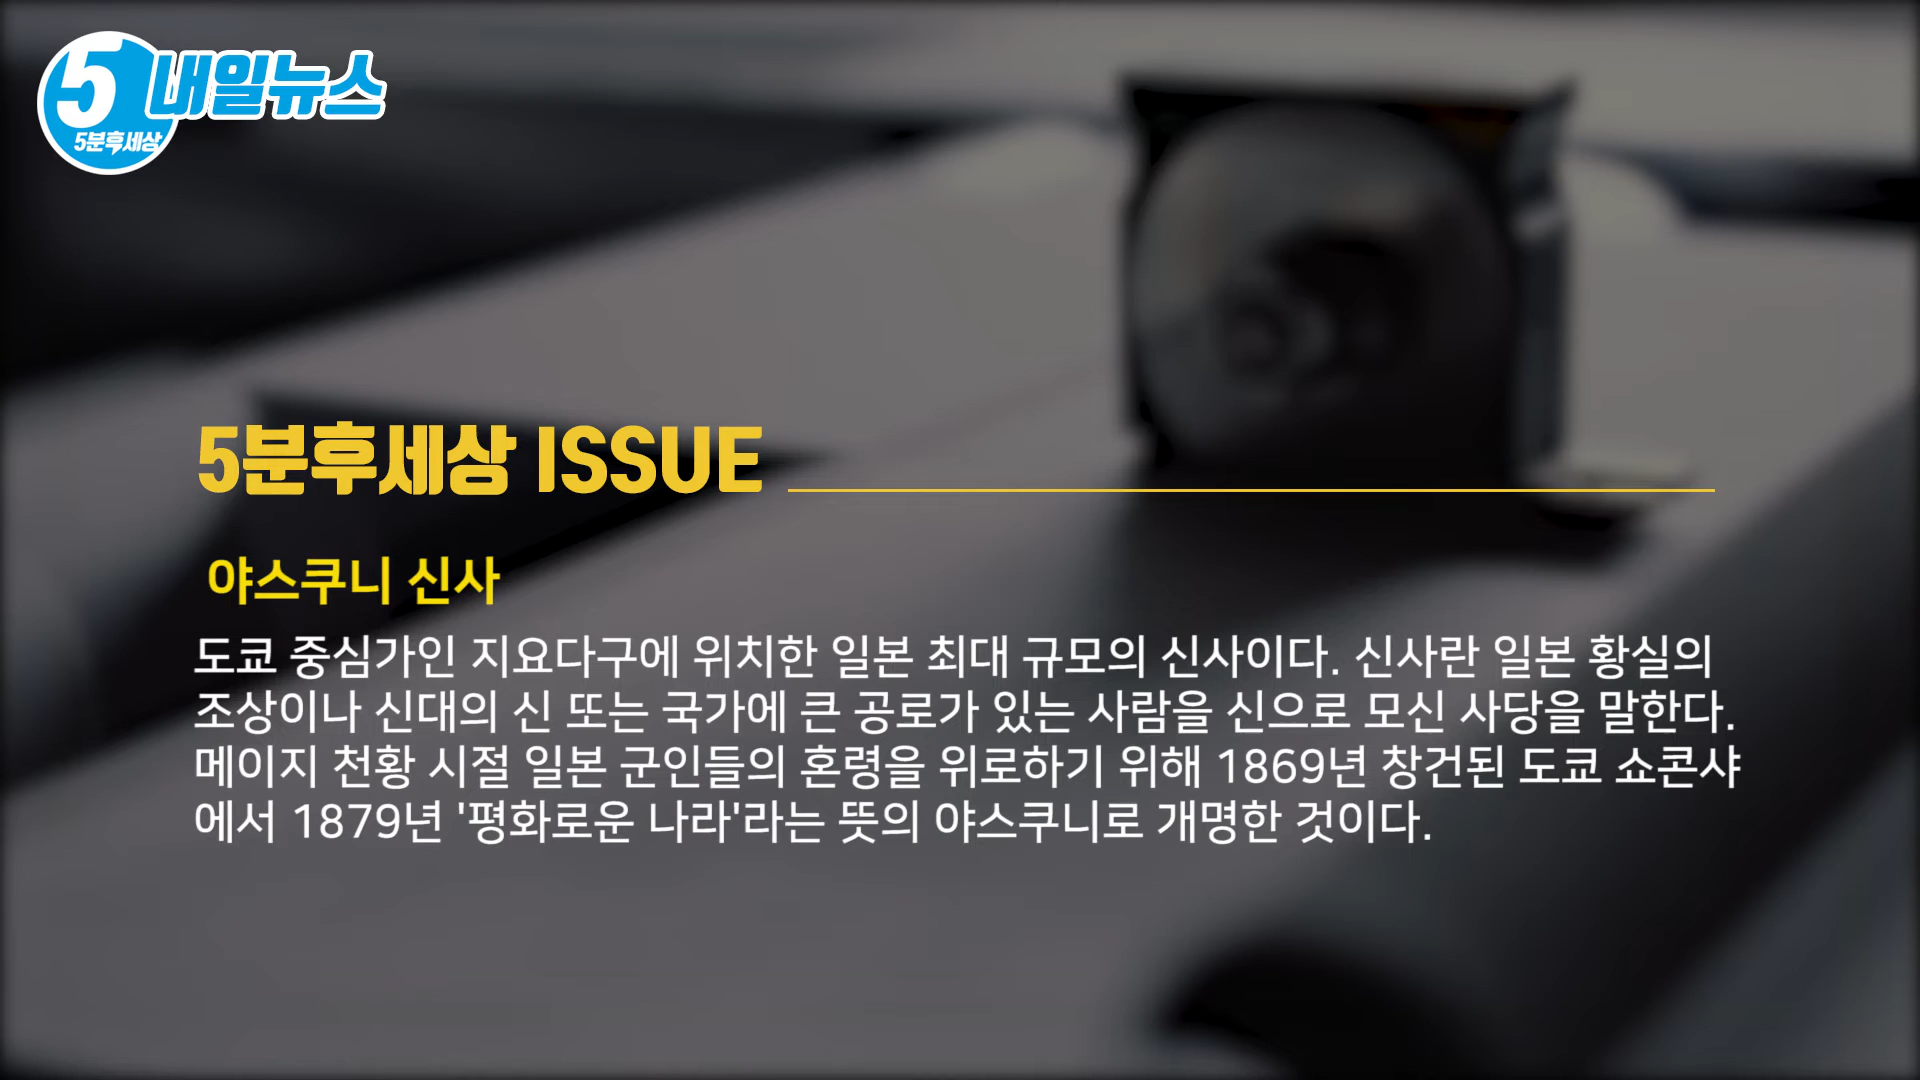 5 내일뉴스
5분후세상
5분후세상 ISSUE
야스쿠니 신사
도쿄 중심가인 지요다구에 위치한 일본 최대 규모의 신사이다. 신사란 일본 황실의
조상이나 신대의 신 또는 국가에 큰 공로가 있는 사람을 신으로 모신 사당을 말한다.
메이지 천황 시절 일본 군인들의 혼령을 위로하기 위해 1869년 창건된 도쿄 쇼콘샤
에서 1879년 '평화로운 나라'라는 뜻의 야스쿠니로 개명한 것이다.